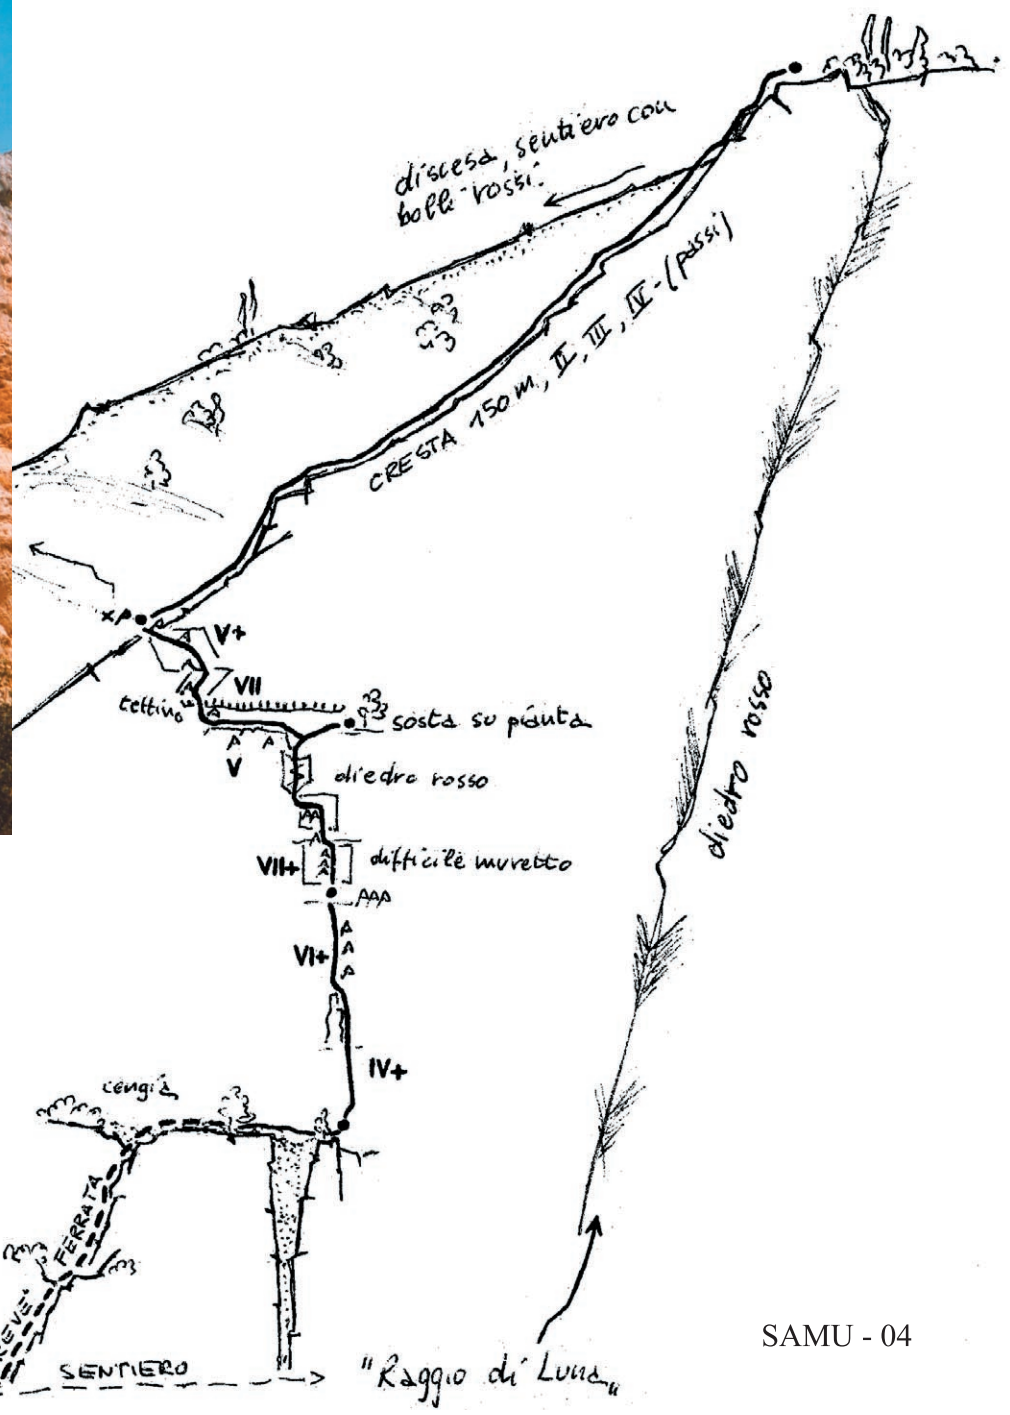 discesa, sentiero con
bolli rossi.
CRESTA 150 m, II, III, IV-(passi)
V+
VII
tettino
sosta su pianta
V
diedro rosso
diedro rosso
VII+
difficile muretto
VI+
IV+
cengia
FERRATA
SENTIERO
"Raggio di Luna"
SAMU - 04